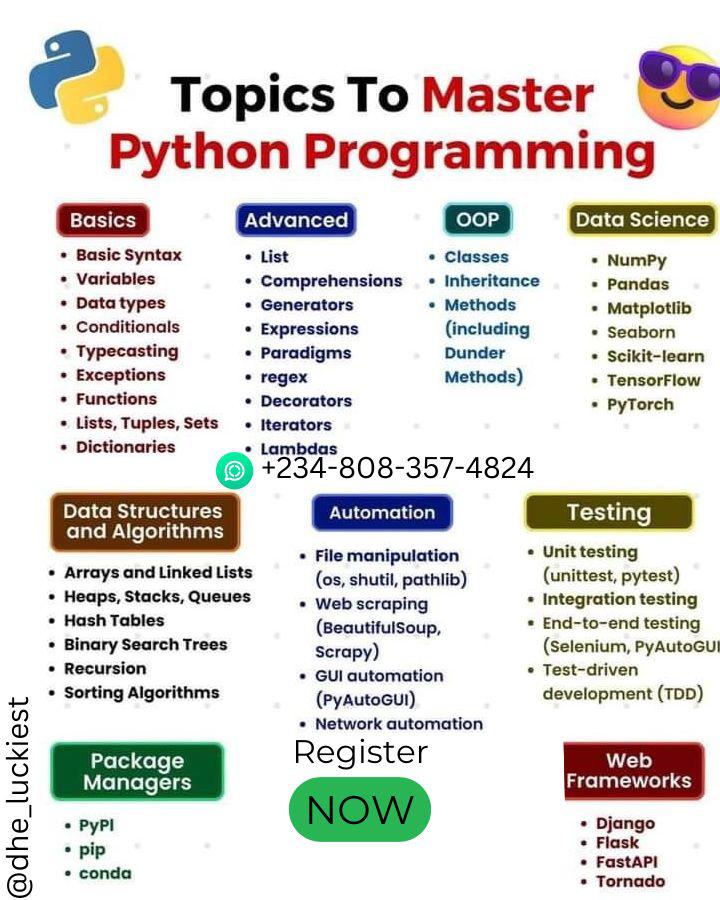 Topics To Master
Python Programming
Basics
• Basic Syntax
• Variables
• Data types
• Conditionals
• Typecasting
• Exceptions
• Functions
• Lists, Tuples, Sets
• Dictionaries
Advanced
• List
• Comprehensions
• Generators
• Expressions
• Paradigms
• regex
• Decorators
• Iterators
• Lambdas
OOP
• Classes
• Inheritance
• Methods
(including
Dunder
Methods)
Data Science
• NumPy
• Pandas
• Matplotlib
• Seaborn
• Scikit-learn
• TensorFlow
• PyTorch
+234-808-357-4824
Data Structures
and Algorithms
• Arrays and Linked Lists
• Heaps, Stacks, Queues
• Hash Tables
• Binary Search Trees
• Recursion
• Sorting Algorithms
Automation
• File manipulation
(os, shutil, pathlib)
• Web scraping
(BeautifulSoup,
Scrapy)
• GUI automation
(PyAutoGUI)
• Network automation
Testing
• Unit testing
(unittest, pytest)
• Integration testing
• End-to-end testing
(Selenium, PyAutoGUI
• Test-driven
development (TDD)
Package
Managers
• PyPI
• pip
• conda
Register
NOW
Web
Frameworks
• Django
• Flask
• FastAPI
• Tornado
@dhe_luckiest